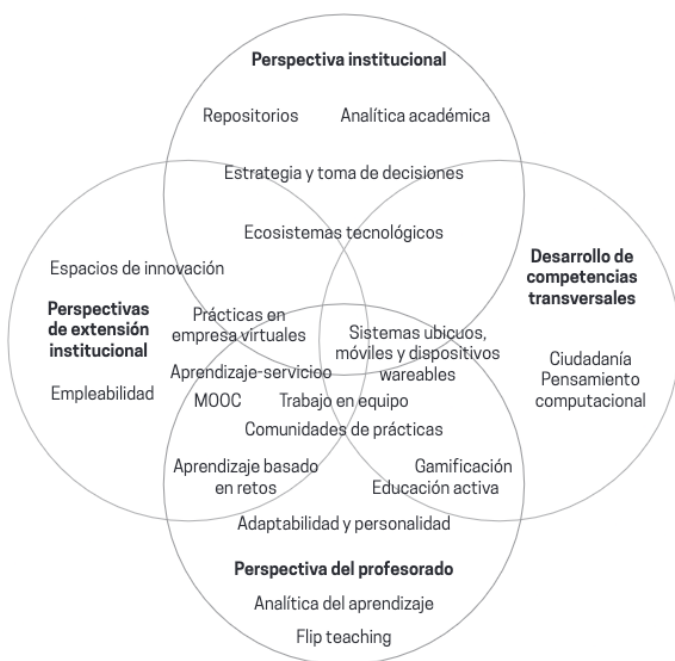 Perspectiva institucional
Repositorios
Analítica académica
Estrategia y toma de decisiones
Ecosistemas tecnológicos
Espacios de innovación
Desarrollo de
competencias
transversales
Perspectivas
de extensión
institucional
Prácticas en
empresa virtuales
Sistemas ubicuos,
móviles y dispositivos
wareables
Ciudadanía
Pensamiento
computacional
Empleabilidad
Aprendizaje-servicioo
MOOC
Trabajo en equipo
Comunidades de prácticas
Aprendizaje basado
en retos
Gamificación
Educación activa
Adaptabilidad y personalidad
Perspectiva del profesorado
Analítica del aprendizaje
Flip teaching